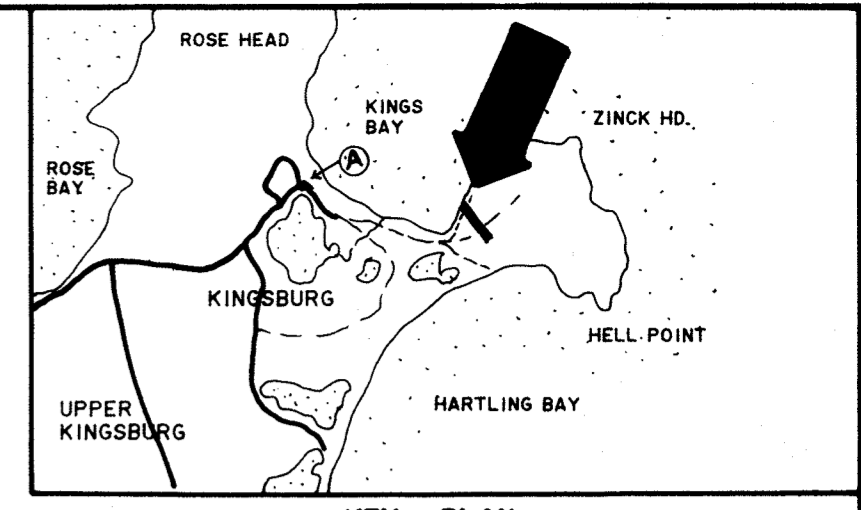 ROSE HEAD
KINGS
BAY
ZINCK HD.
A
ROSE
BAY
KINGSBURG
HELL POINT
UPPER
KINGSBURG
HARTLING BAY